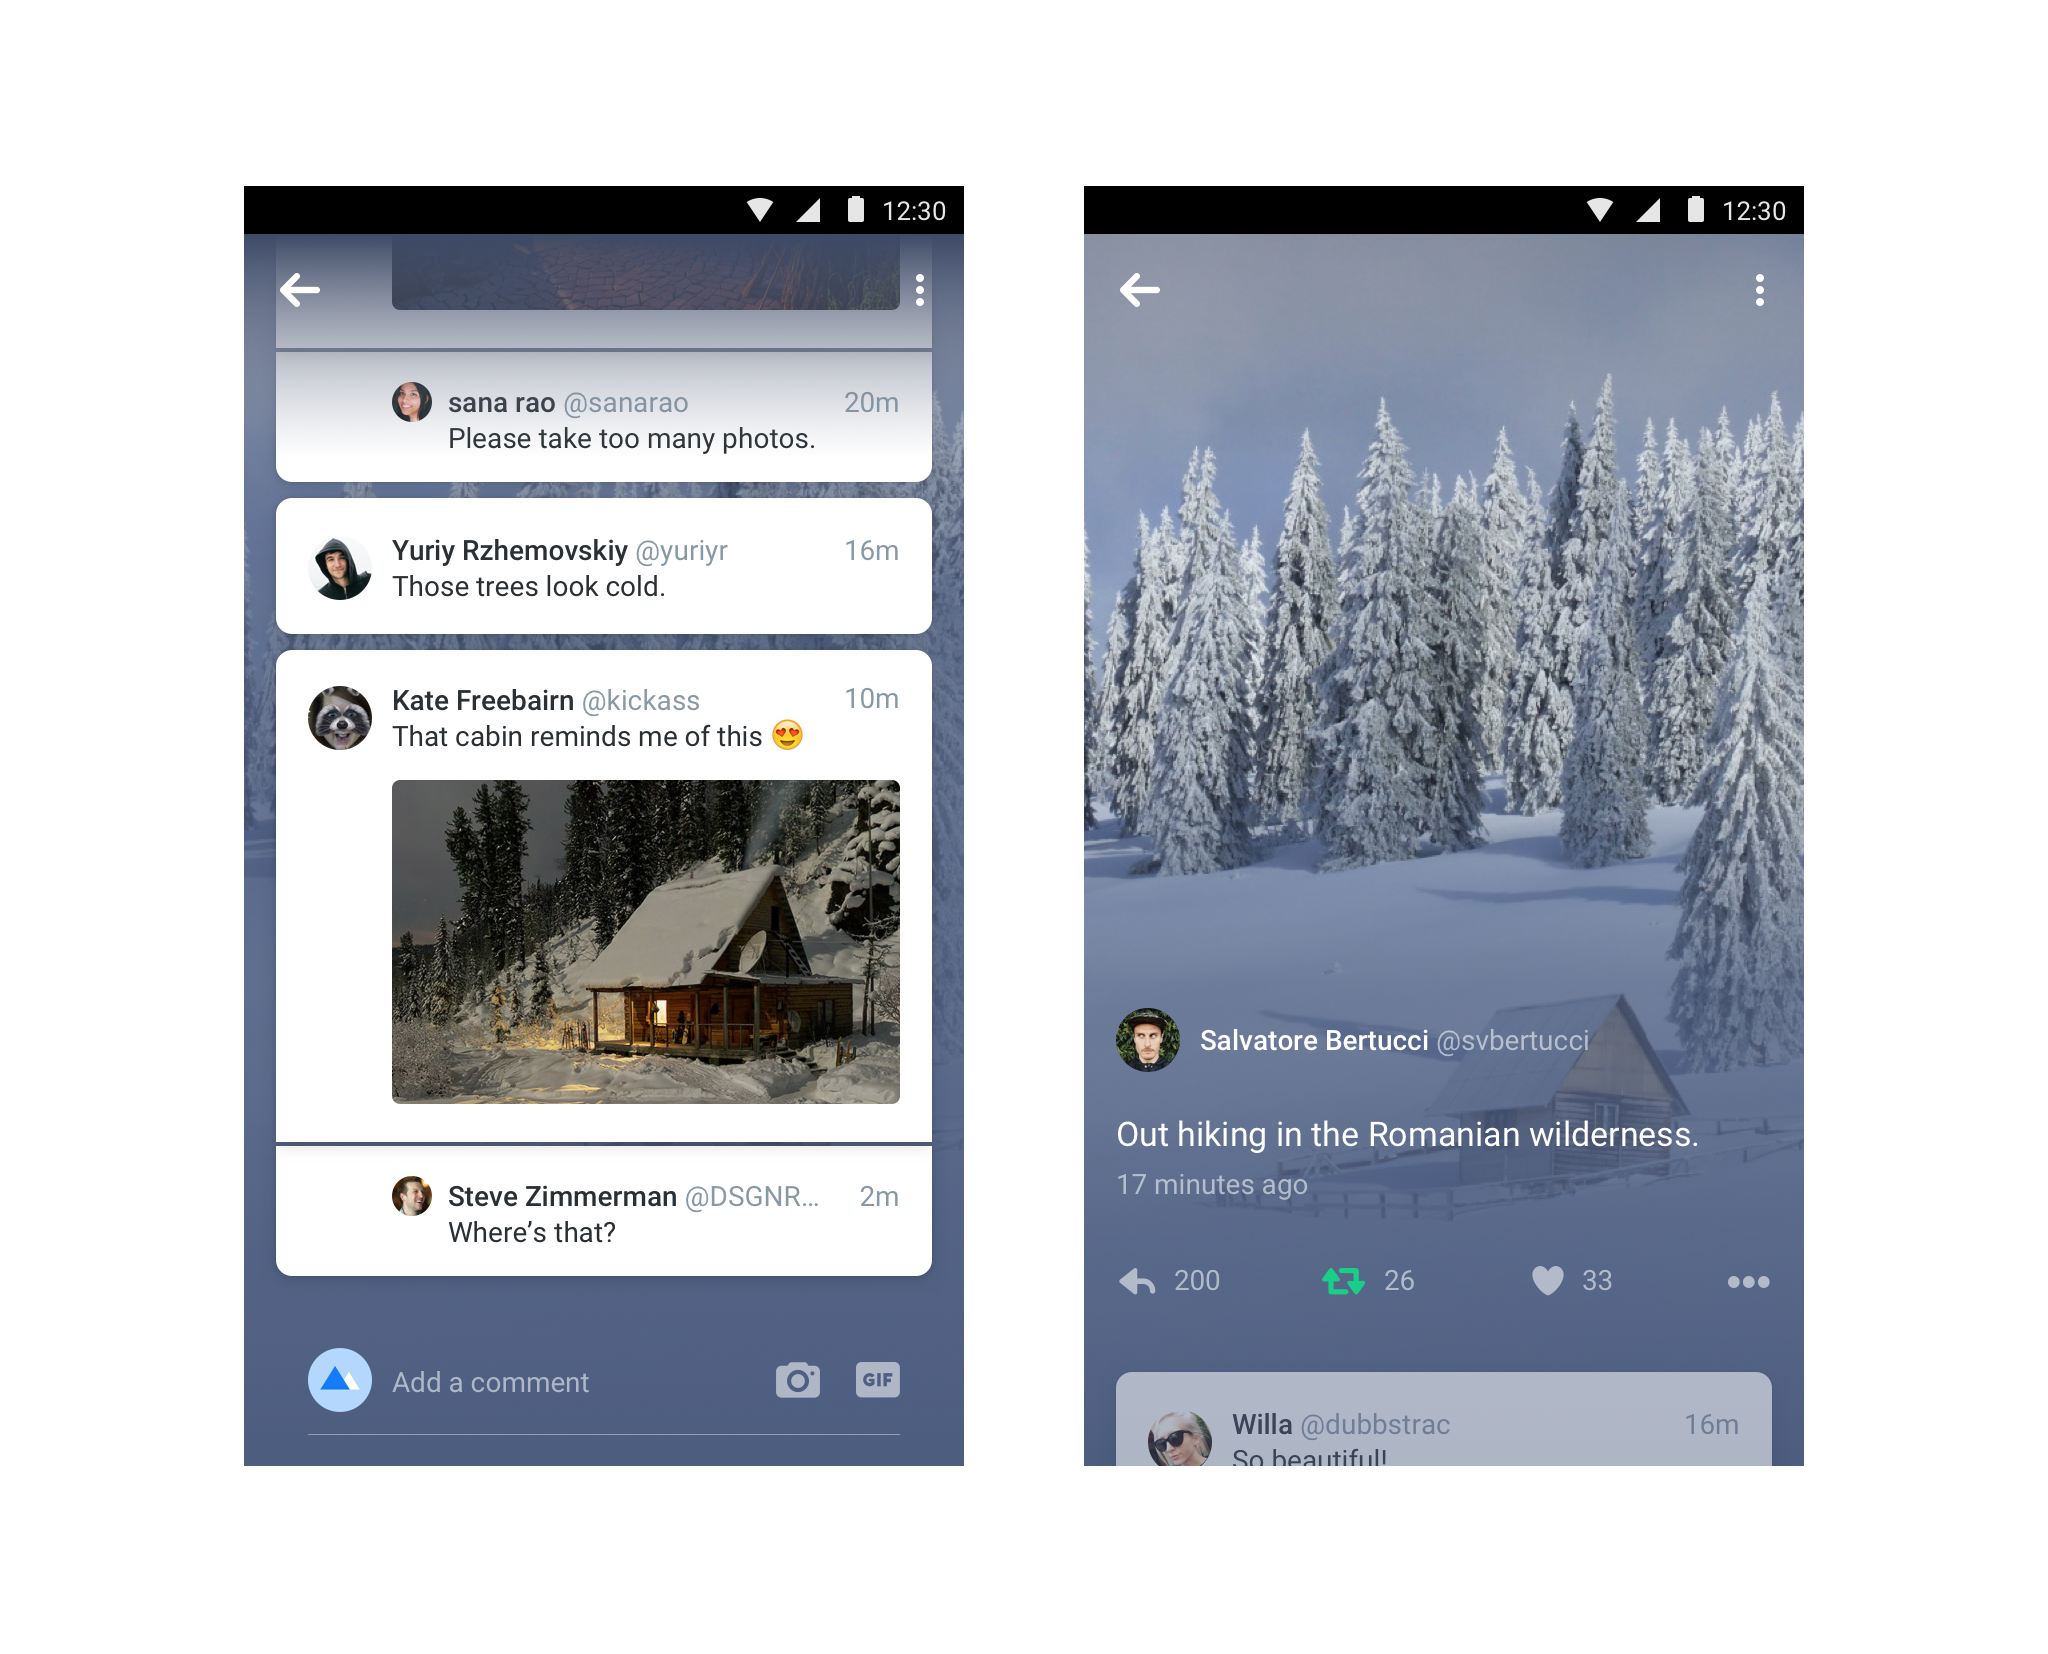 12:30
sana rao @sanarao 20m
Please take too many photos.
Yuriy Rzhemovskiy @yuriyr 16m
Those trees look cold.
Kate Freebairn @kickass 10m
That cabin reminds me of this 😍
Steve Zimmerman @DSGNR... 2m
Where’s that?
Add a comment GIF
12:30
Salvatore Bertucci @svbertucci
Out hiking in the Romanian wilderness.
17 minutes ago
200 26 33
Willa @dubbstrac 16m
So beautiful!